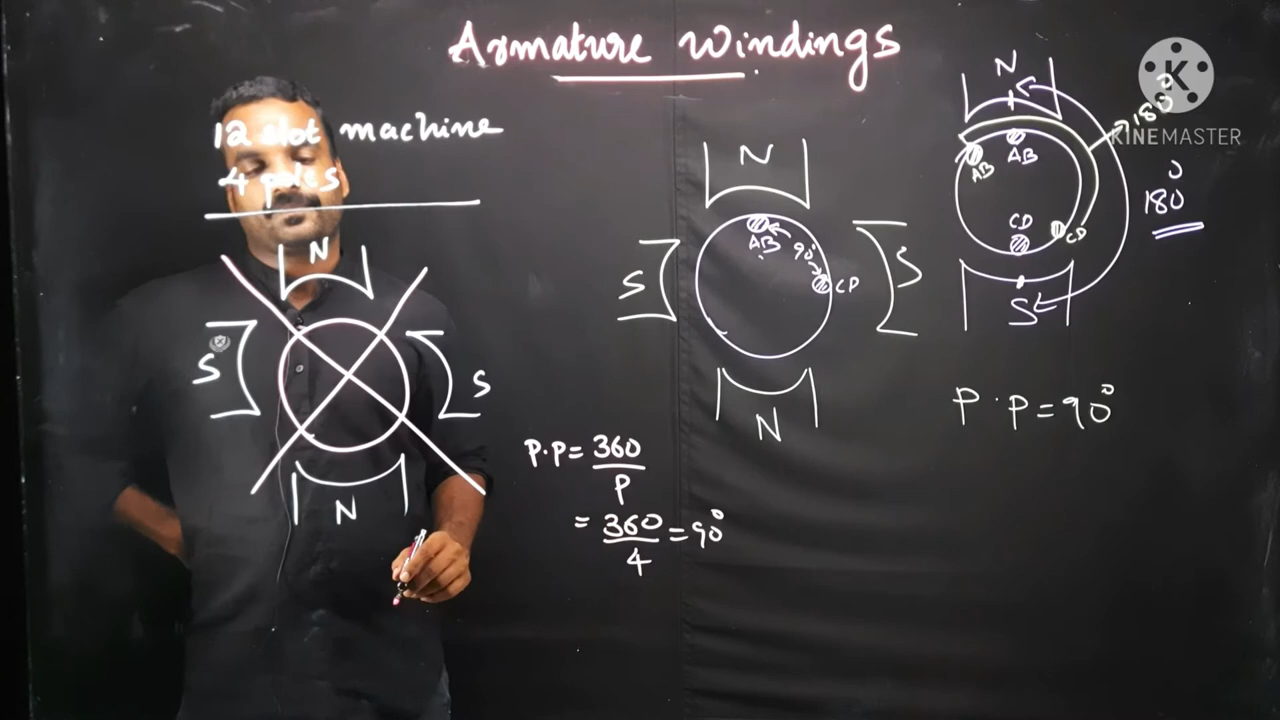 Armature windings
12 slot machine
4 poles
N
S
S
N
P.P = 360
P
= 360 = 90°
4
N
S
S
N
AB
90°
CD
N
AB
AB
CD
CD
S
180°
180°
P.P = 90°
K
KINEMASTER